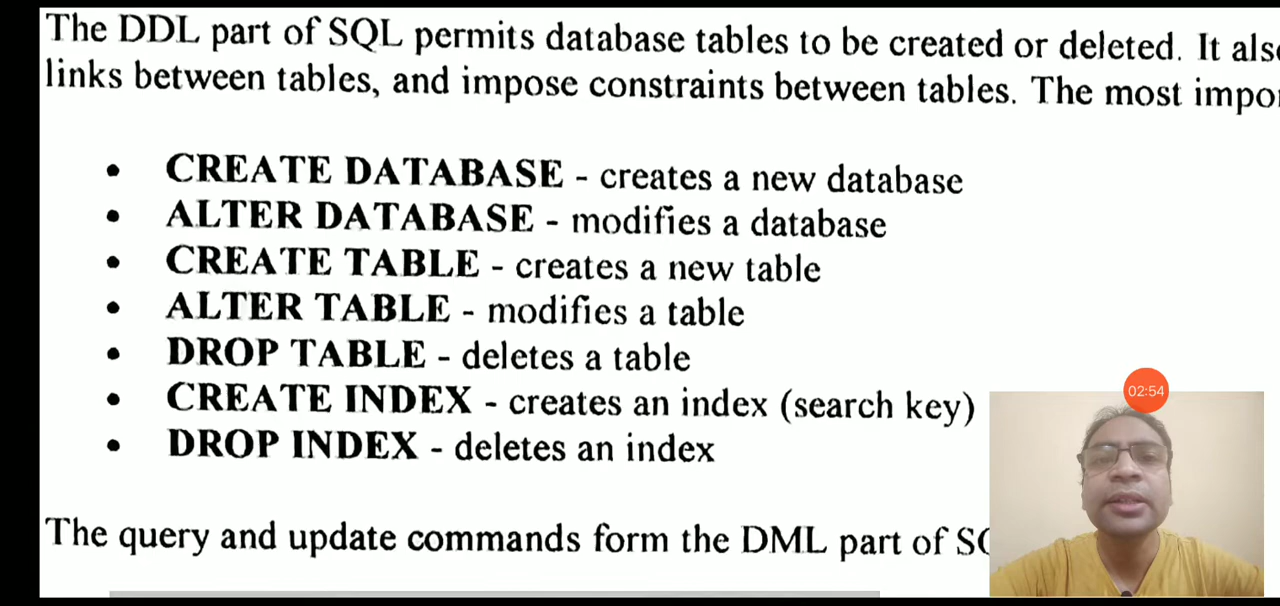 The DDL part of SQL permits database tables to be created or deleted. It
links between tables, and impose constraints between tables. The most
• CREATE DATABASE - creates a new database
• ALTER DATABASE - modifies a database
• CREATE TABLE - creates a new table
• ALTER TABLE - modifies a table
• DROP TABLE - deletes a table
• CREATE INDEX - creates an index (search key)
• DROP INDEX - deletes an index
02:54
The query and update commands form the DML part of